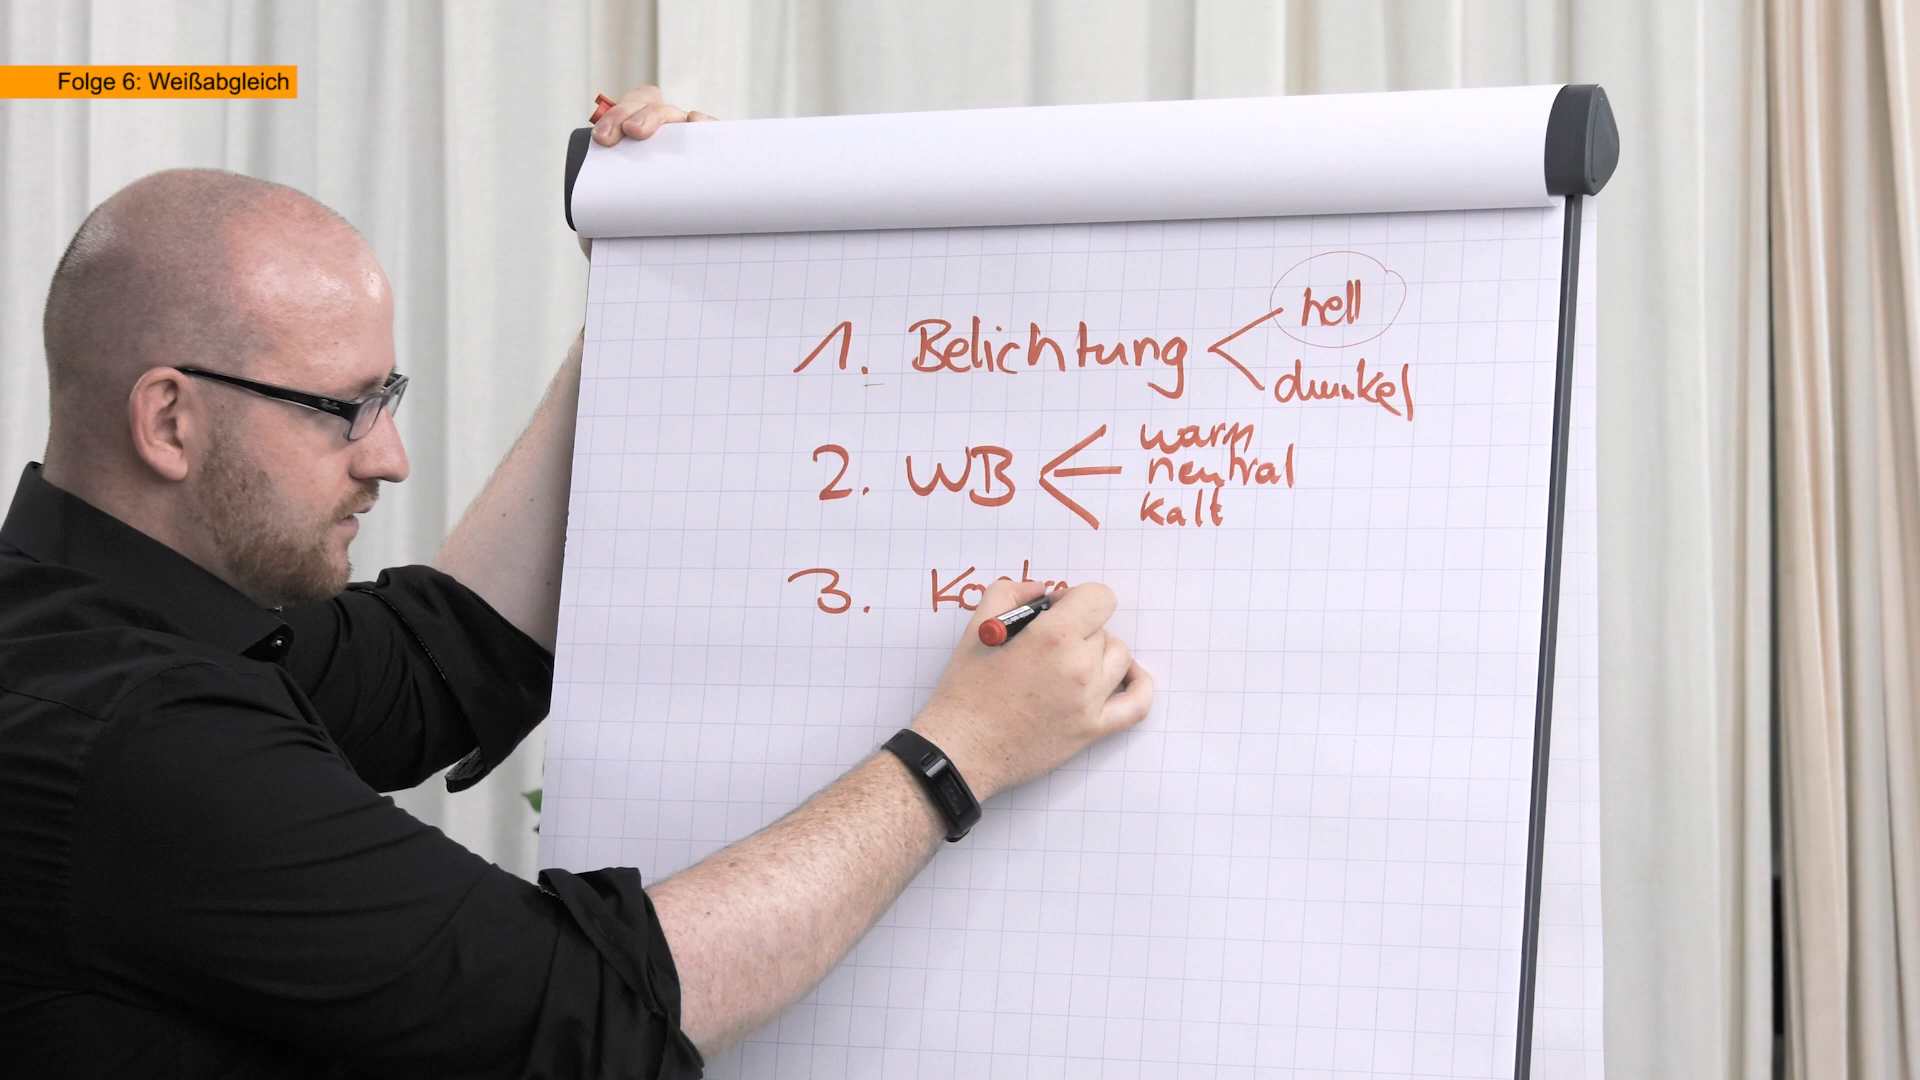 Folge 6: Weißabgleich
1. Belichtung
hell
dunkel
2. WB
warm
neutral
kalt
3.